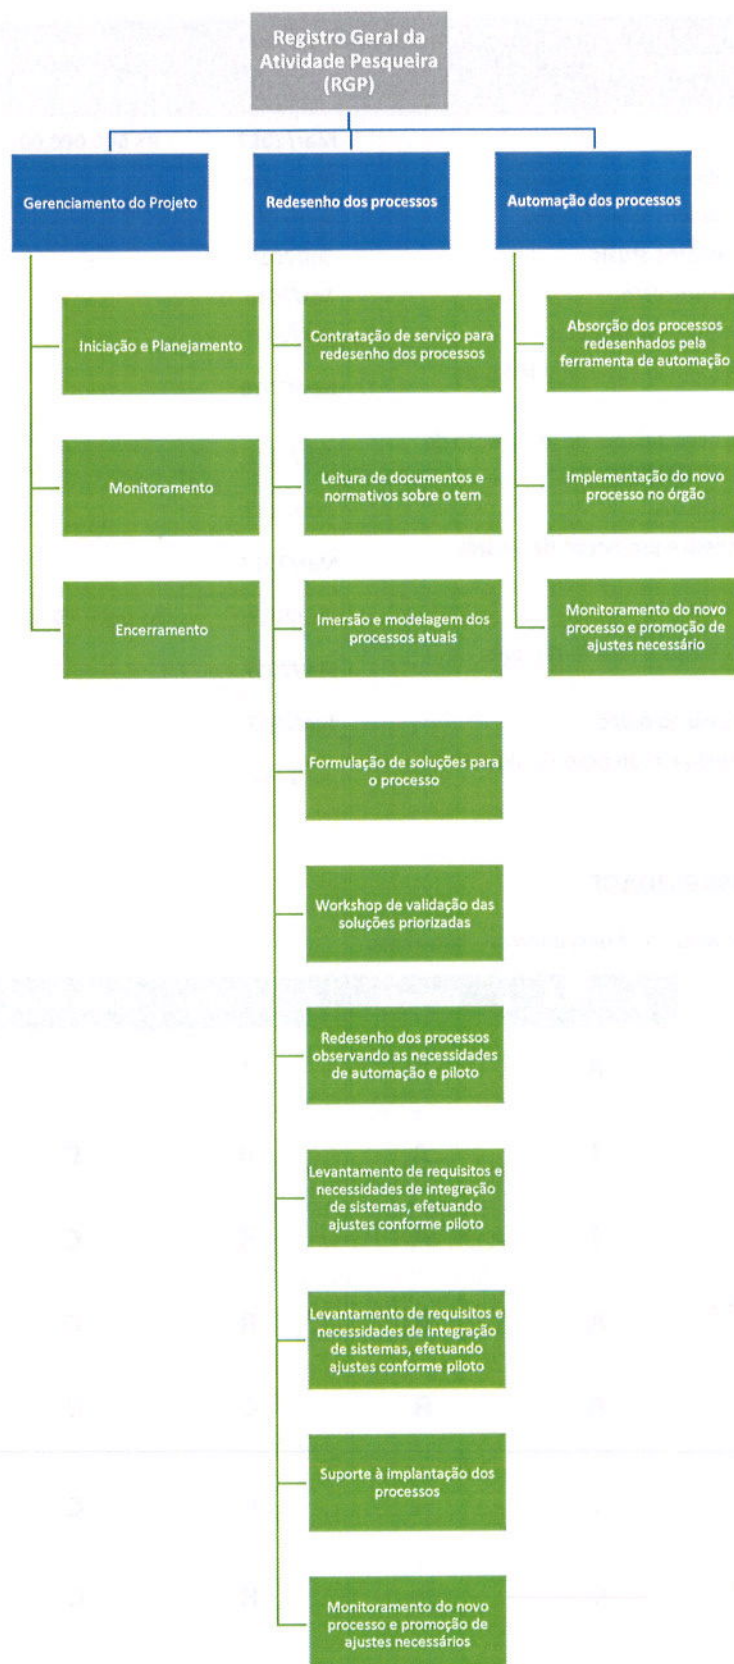 Registro Geral da
Atividade Pesqueira
(RGP)
Gerenciamento do Projeto
Redesenho dos processos
Automação dos processos
Iniciação e Planejamento
Monitoramento
Encerramento
Contratação de serviço para
redesenho dos processos
Leitura de documentos e
normativos sobre o tem
Imersão e modelagem dos
processos atuais
Formulação de soluções para
o processo
Workshop de validação das
soluções priorizadas
Redesenho dos processos
observando as necessidades
de automação e piloto
Levantamento de requisitos e
necessidades de integração
de sistemas, efetuando
ajustes conforme piloto
Levantamento de requisitos e
necessidades de integração
de sistemas, efetuando
ajustes conforme piloto
Suporte à implantação dos
processos
Monitoramento do novo
processo e promoção de
ajustes necessários
Absorção dos processos
redesenhados pela
ferramenta de automação
Implementação do novo
processo no órgão
Monitoramento do novo
processo e promoção de
ajustes necessário